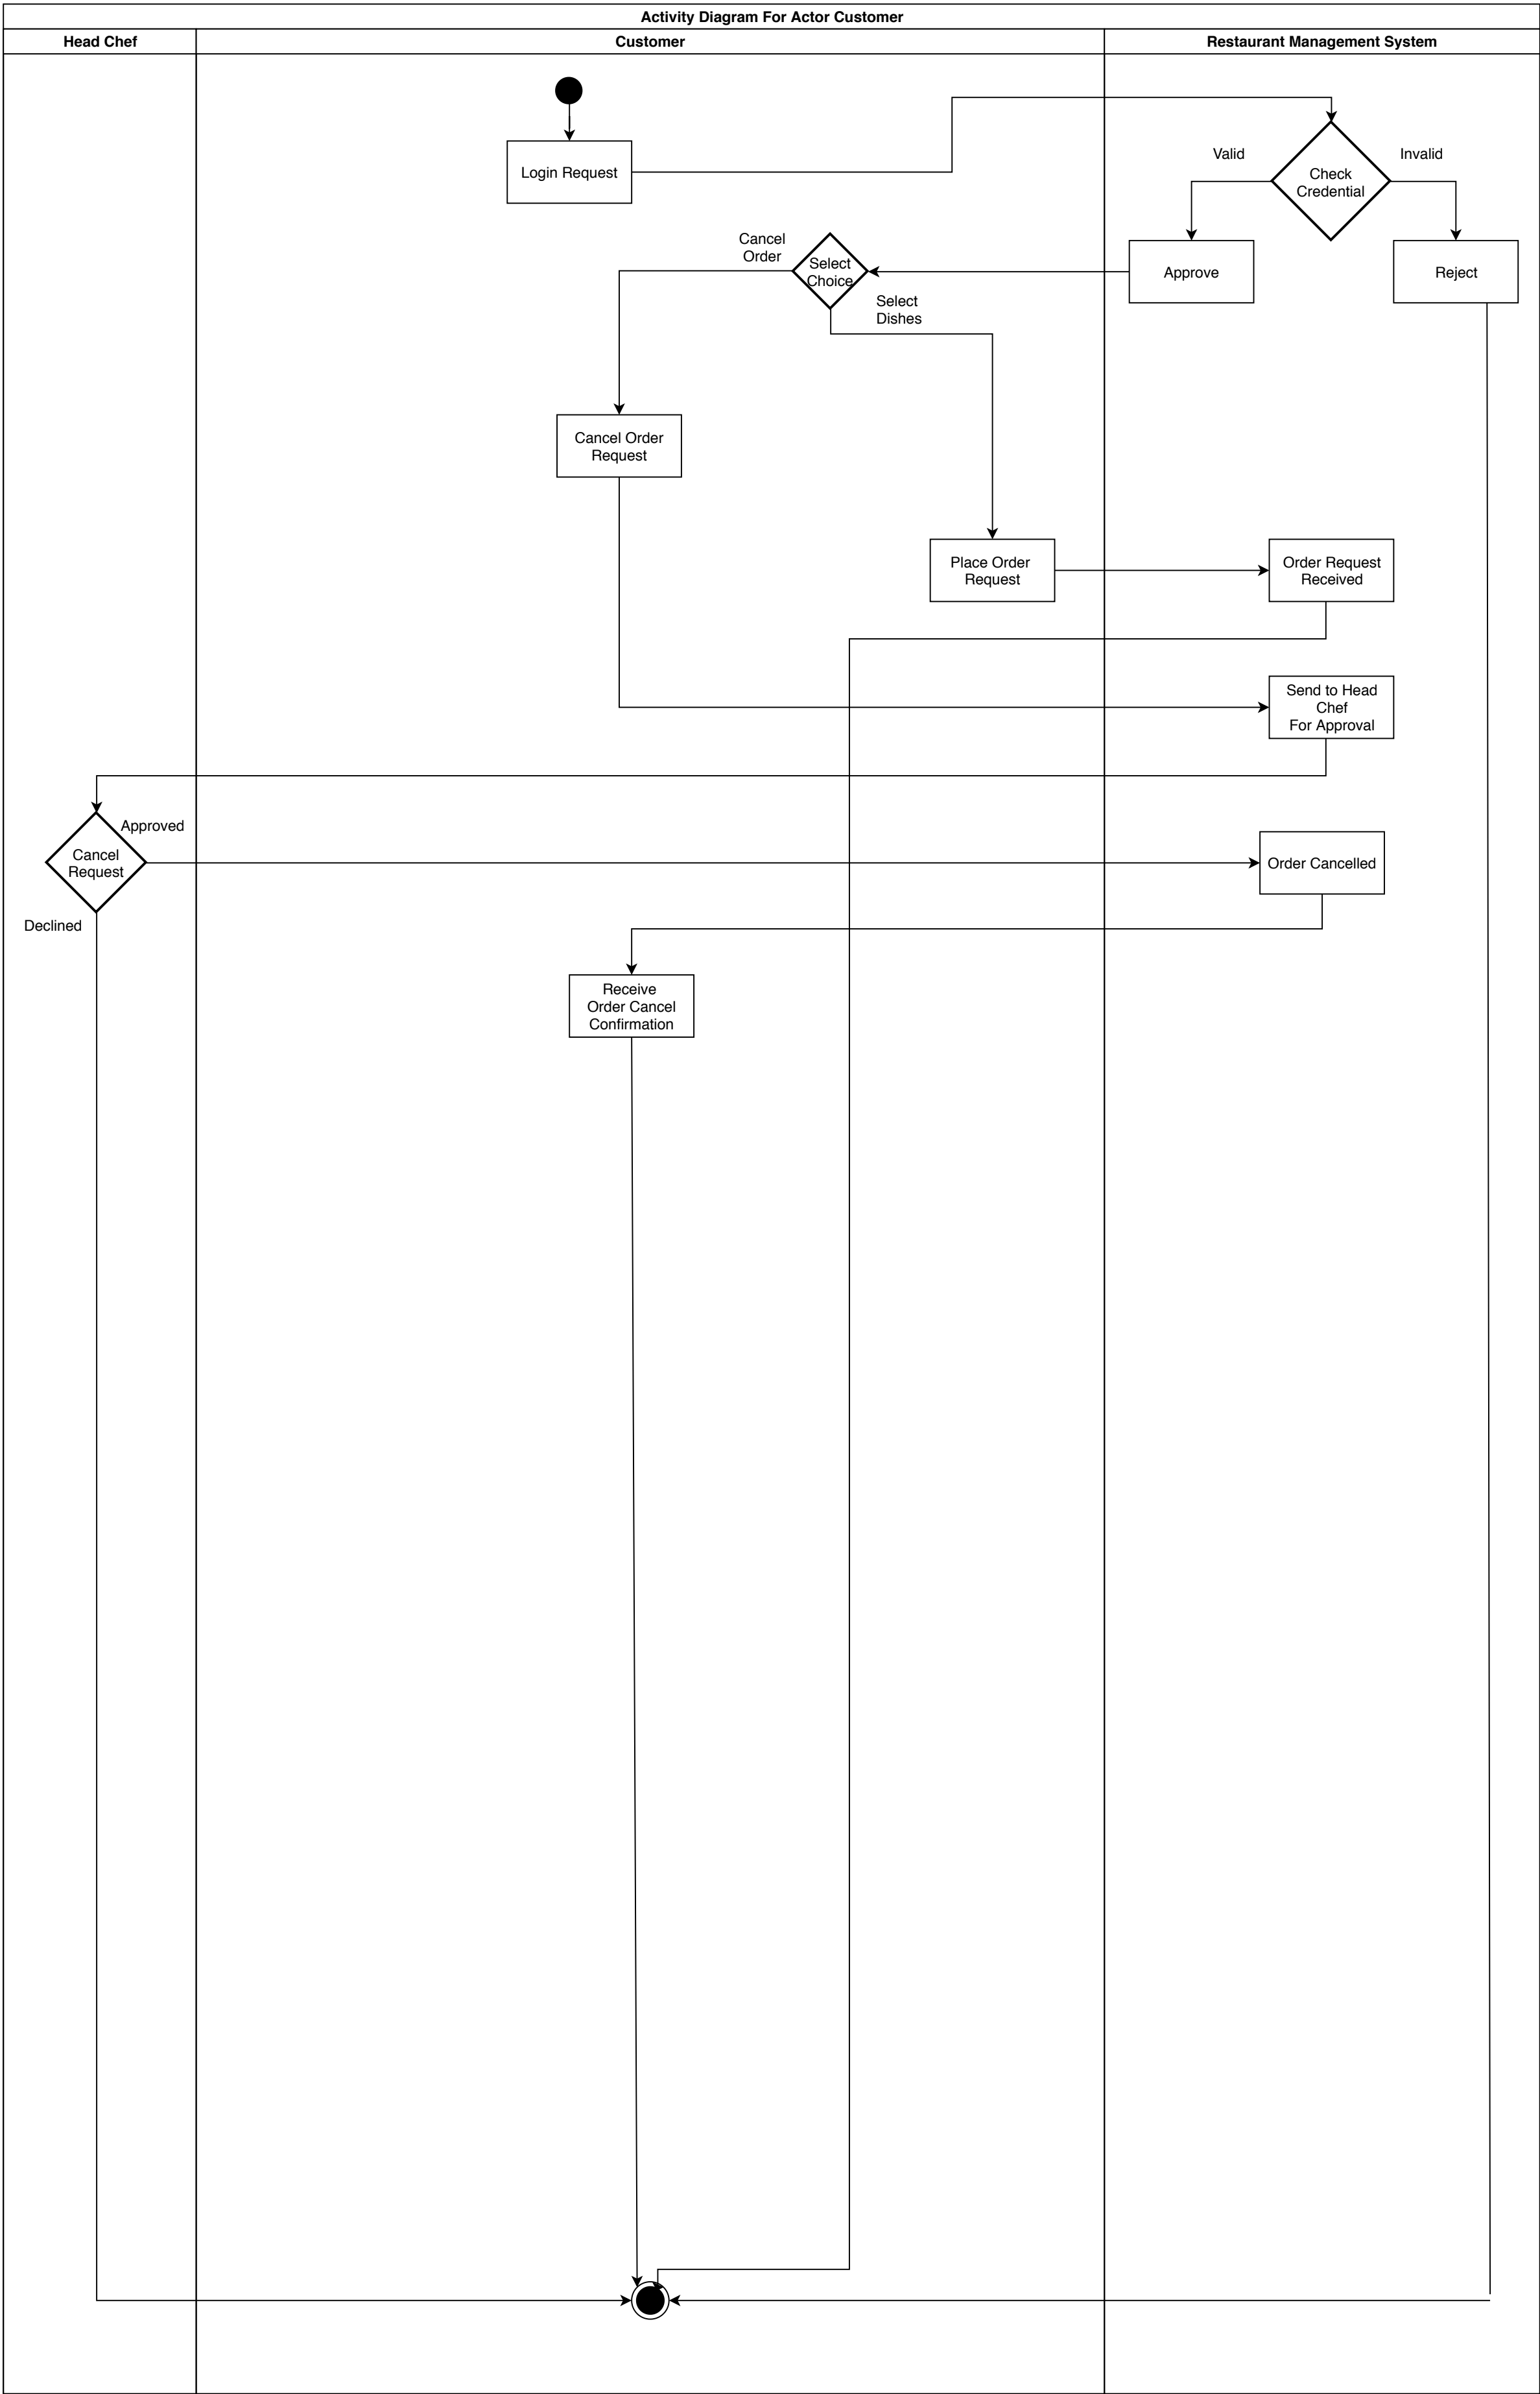 Activity Diagram For Actor Customer
Head Chef
Customer
Restaurant Management System
Login Request
Valid
Invalid
Check
Credential
Cancel
Order
Select
Choice
Select
Dishes
Approve
Reject
Cancel Order
Request
Place Order
Request
Order Request
Received
Send to Head
Chef
For Approval
Approved
Cancel
Request
Declined
Order Cancelled
Receive
Order Cancel
Confirmation